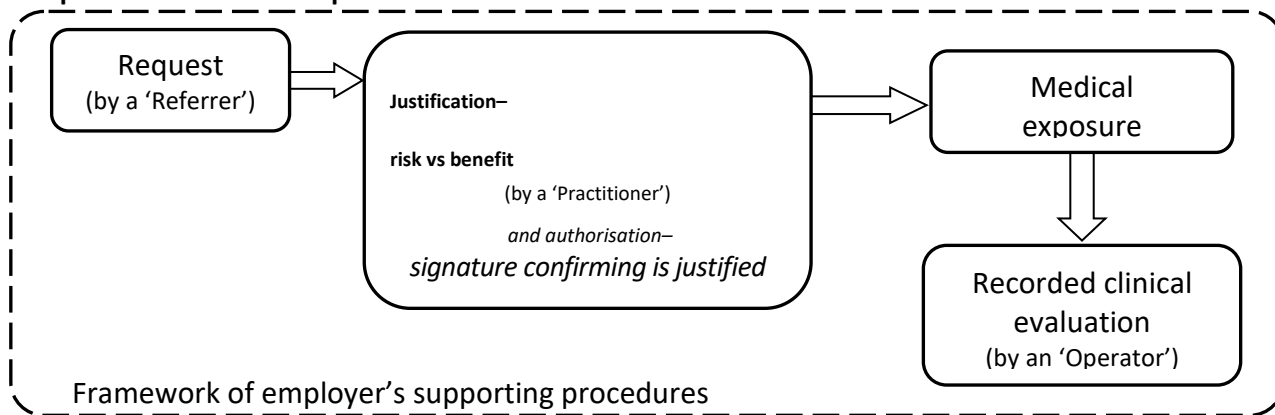 Request
(by a ‘Referrer’)
Justification–
risk vs benefit
(by a ‘Practitioner’)
and authorisation–
signature confirming is justified
Medical
exposure
Recorded clinical
evaluation
(by an ‘Operator’)
Framework of employer’s supporting procedures